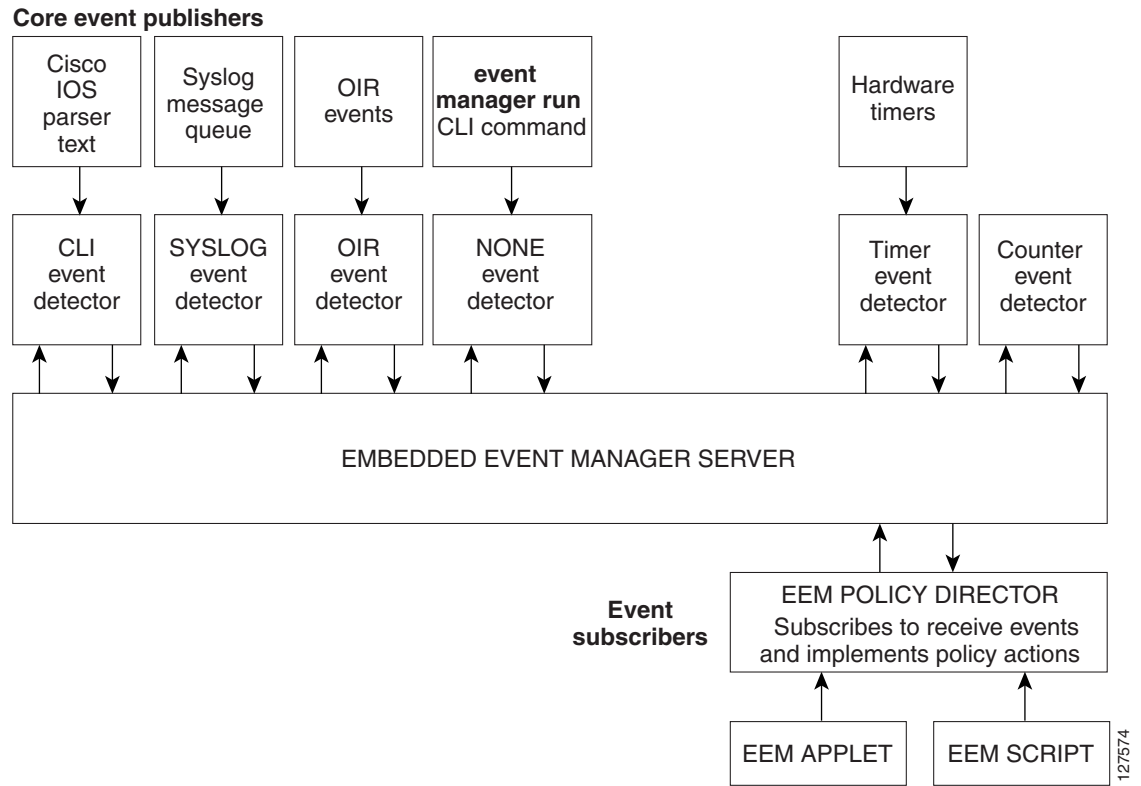 Core event publishers
Cisco
IOS
parser
text
Syslog
message
queue
OIR
events
event
manager run
CLI command
Hardware
timers
CLI
event
detector
SYSLOG
event
detector
OIR
event
detector
NONE
event
detector
Timer
event
detector
Counter
event
detector
EMBEDDED EVENT MANAGER SERVER
Event
subscribers
EEM POLICY DIRECTOR
Subscribes to receive events
and implements policy actions
EEM APPLET
EEM SCRIPT
127574